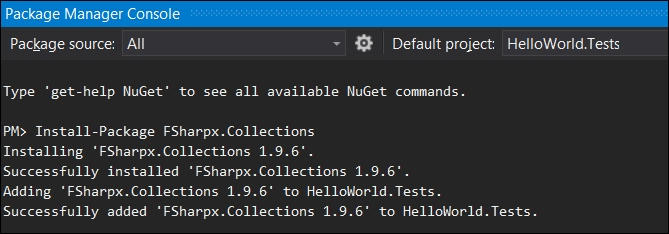 Package Manager Console
Package source: All Default project: HelloWorld.Tests
Type 'get-help NuGet' to see all available NuGet commands.
PM> Install-Package FSharpx.Collections
Installing 'FSharpx.Collections 1.9.6'.
Successfully installed 'FSharpx.Collections 1.9.6'.
Adding 'FSharpx.Collections 1.9.6' to HelloWorld.Tests.
Successfully added 'FSharpx.Collections 1.9.6' to HelloWorld.Tests.